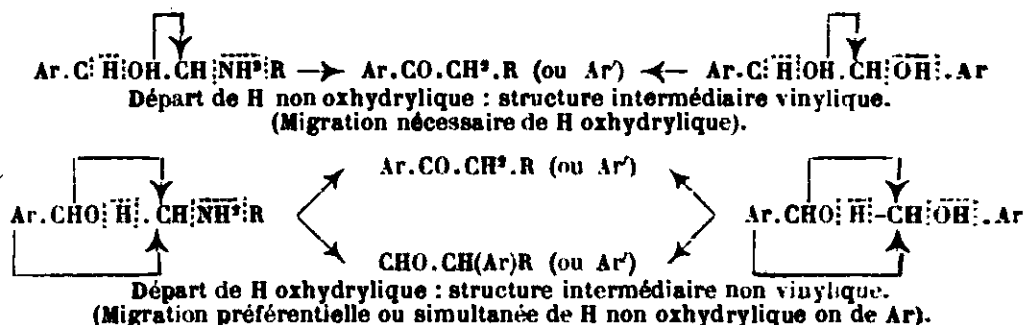 Ar.C⋮H⋮OH.CH⋮NH²⋮R → Ar.CO.CH².R (ou Ar') ← Ar.C⋮H⋮OH.CH⋮OH⋮.Ar
Départ de H non oxhydrylique : structure intermédiaire vinylique.
(Migration nécessaire de H oxhydrylique).
Ar.CO.CH².R (ou Ar')
Ar.CHO⋮H⋮.CH⋮NH²⋮R Ar.CHO⋮H⋮-CH⋮OH⋮.Ar
CHO.CH(Ar)R (ou Ar')
Départ de H oxhydrylique : structure intermédiaire non vinylique.
(Migration préférentielle ou simultanée de H non oxhydrylique on de Ar).